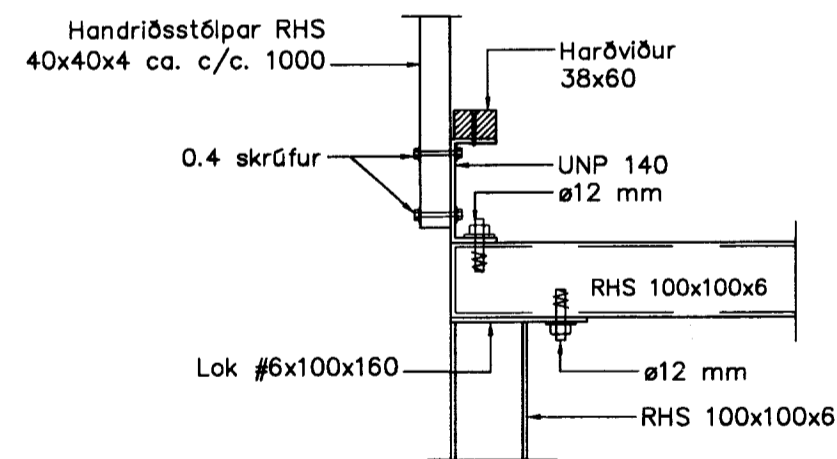 Handriðsstólpar RHS
40x40x4 ca. c/c. 1000
Harðviður
38x60
0.4 skrúfur
UNP 140
ø12 mm
RHS 100x100x6
Lok #6x100x160
ø12 mm
RHS 100x100x6